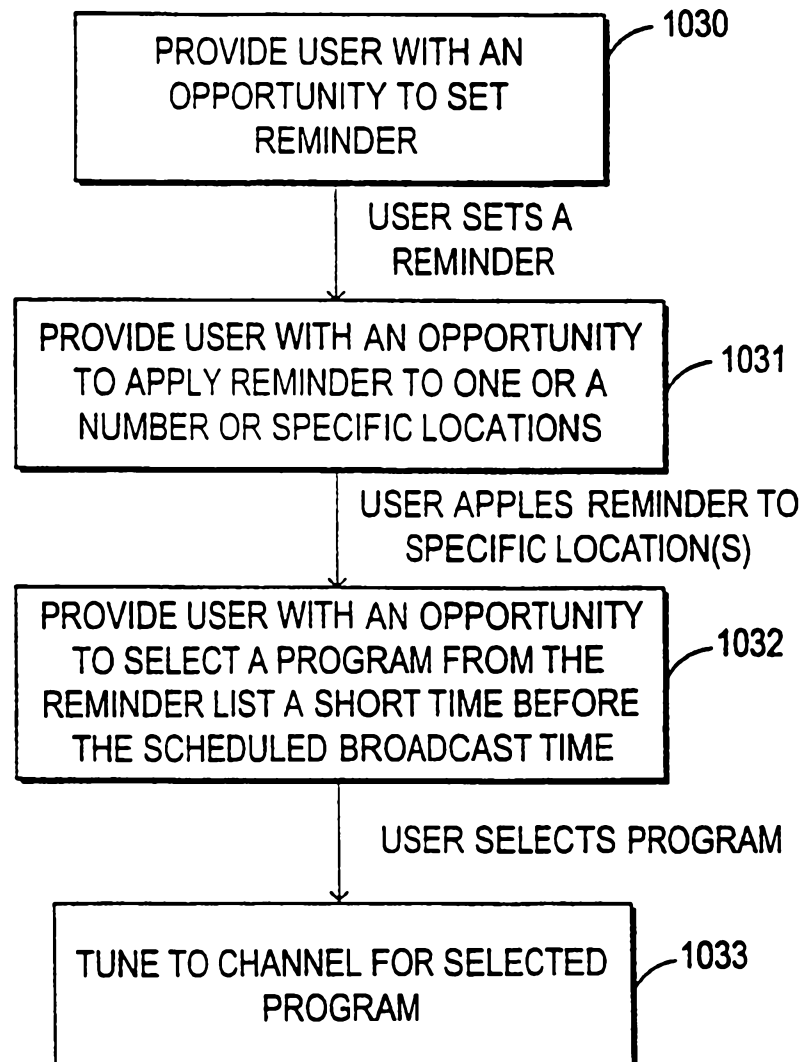 1030
PROVIDE USER WITH AN
OPPORTUNITY TO SET
REMINDER
USER SETS A
REMINDER
PROVIDE USER WITH AN OPPORTUNITY
TO APPLY REMINDER TO ONE OR A
NUMBER OR SPECIFIC LOCATIONS
1031
USER APPLES REMINDER TO
SPECIFIC LOCATION(S)
PROVIDE USER WITH AN OPPORTUNITY
TO SELECT A PROGRAM FROM THE
REMINDER LIST A SHORT TIME BEFORE
THE SCHEDULED BROADCAST TIME
1032
USER SELECTS PROGRAM
TUNE TO CHANNEL FOR SELECTED
PROGRAM
1033